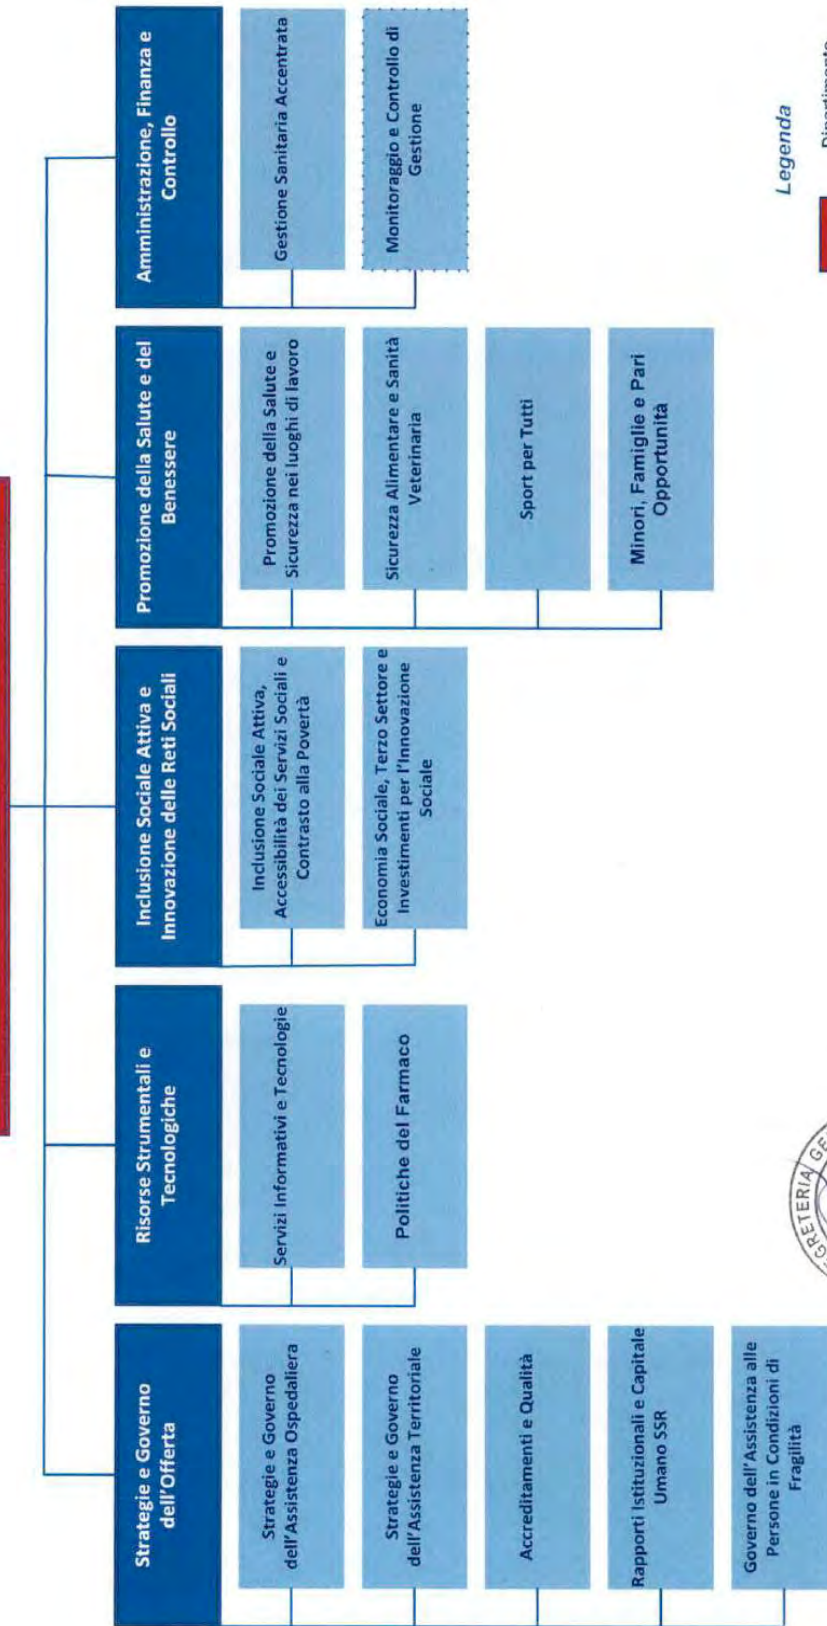 Strategie e Governo
dell'Offerta
Strategie e Governo
dell'Assistenza Ospedaliera
Strategie e Governo
dell'Assistenza Territoriale
Accreditamenti e Qualità
Rapporti Istituzionali e Capitale
Umano SSR
Governo dell'Assistenza alle
Persone in Condizioni di
Fragilità
Risorse Strumentali e
Tecnologiche
Servizi Informativi e Tecnologie
Politiche del Farmaco
Inclusione Sociale Attiva e
Innovazione delle Reti Sociali
Inclusione Sociale Attiva,
Accessibilità dei Servizi Sociali e
Contrasto alla Povertà
Economia Sociale, Terzo Settore e
Investimenti per l'Innovazione
Sociale
Promozione della Salute e del
Benessere
Promozione della Salute e
Sicurezza nei luoghi di lavoro
Sicurezza Alimentare e Sanità
Veterinaria
Sport per Tutti
Minori, Famiglie e Pari
Opportunità
Amministrazione, Finanza e
Controllo
Gestione Sanitaria Accentrata
Monitoraggio e Controllo di
Gestione
Legenda